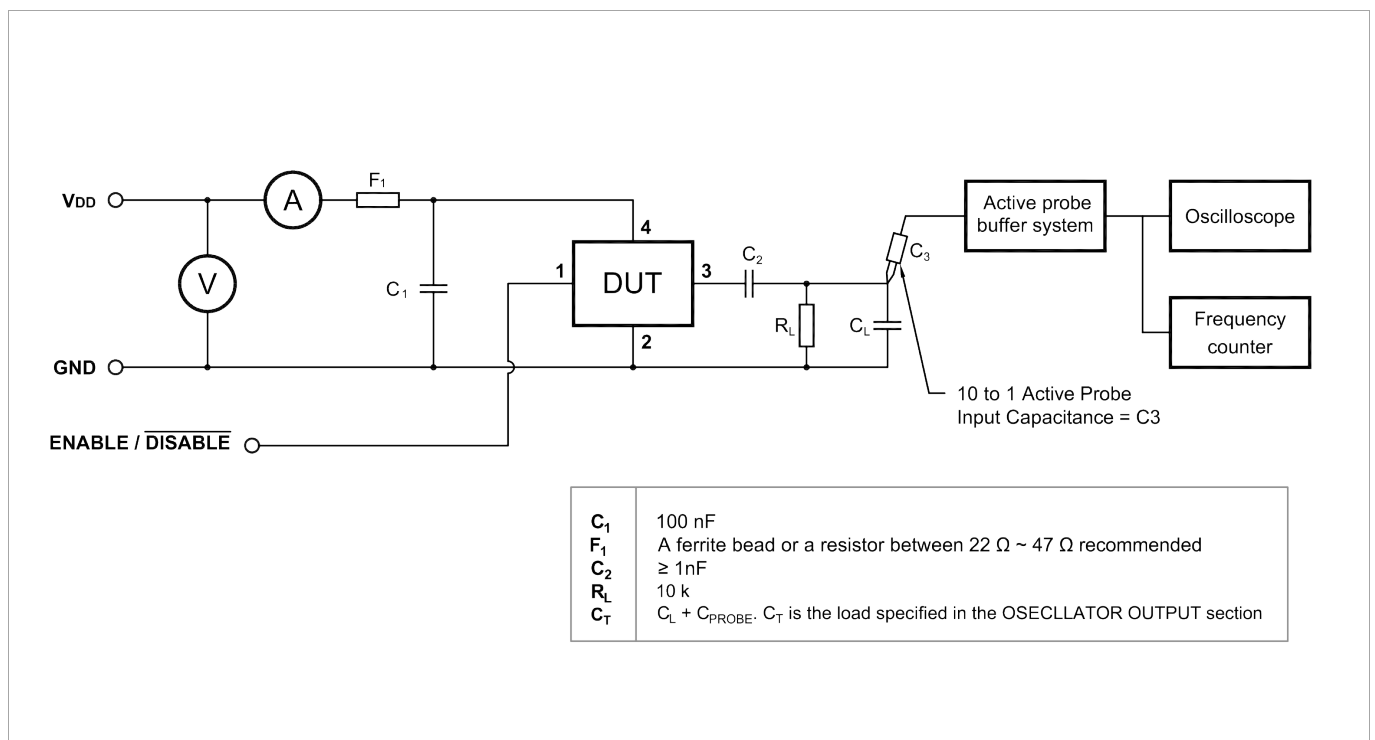 F₁
VDD
A
4
Active probe
buffer system
Oscilloscope
C₃
C₂
1
DUT
3
V
C₁
RL
CL
Frequency
counter
2
GND
10 to 1 Active Probe
Input Capacitance = C3
ENABLE / DISABLE
C₁ 100 nF
F₁ A ferrite bead or a resistor between 22 Ω ~ 47 Ω recommended
C₂ ≥ 1nF
RL 10 k
CT CL + CPROBE. CT is the load specified in the OSECLLATOR OUTPUT section